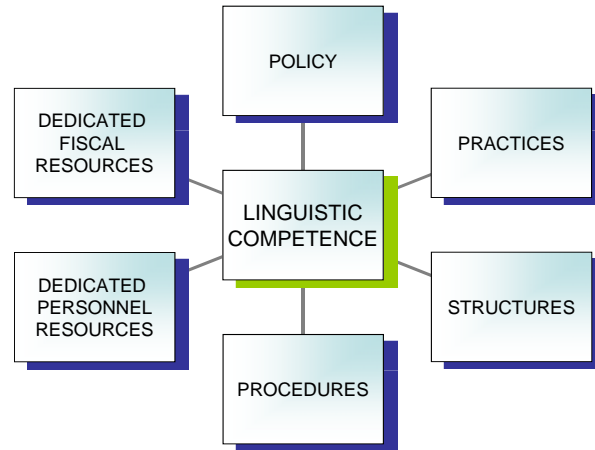 POLICY
DEDICATED
FISCAL
RESOURCES
PRACTICES
LINGUISTIC
COMPETENCE
DEDICATED
PERSONNEL
RESOURCES
STRUCTURES
PROCEDURES